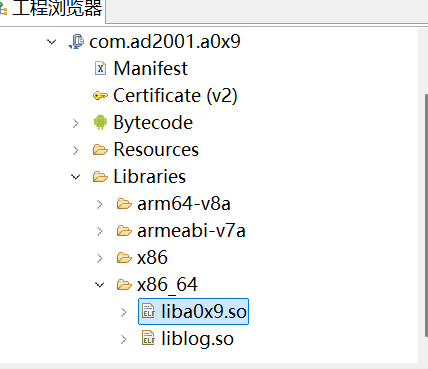 工程浏览器
com.ad2001.a0x9
Manifest
Certificate (v2)
Bytecode
Resources
Libraries
arm64-v8a
armeabi-v7a
x86
x86_64
liba0x9.so
liblog.so